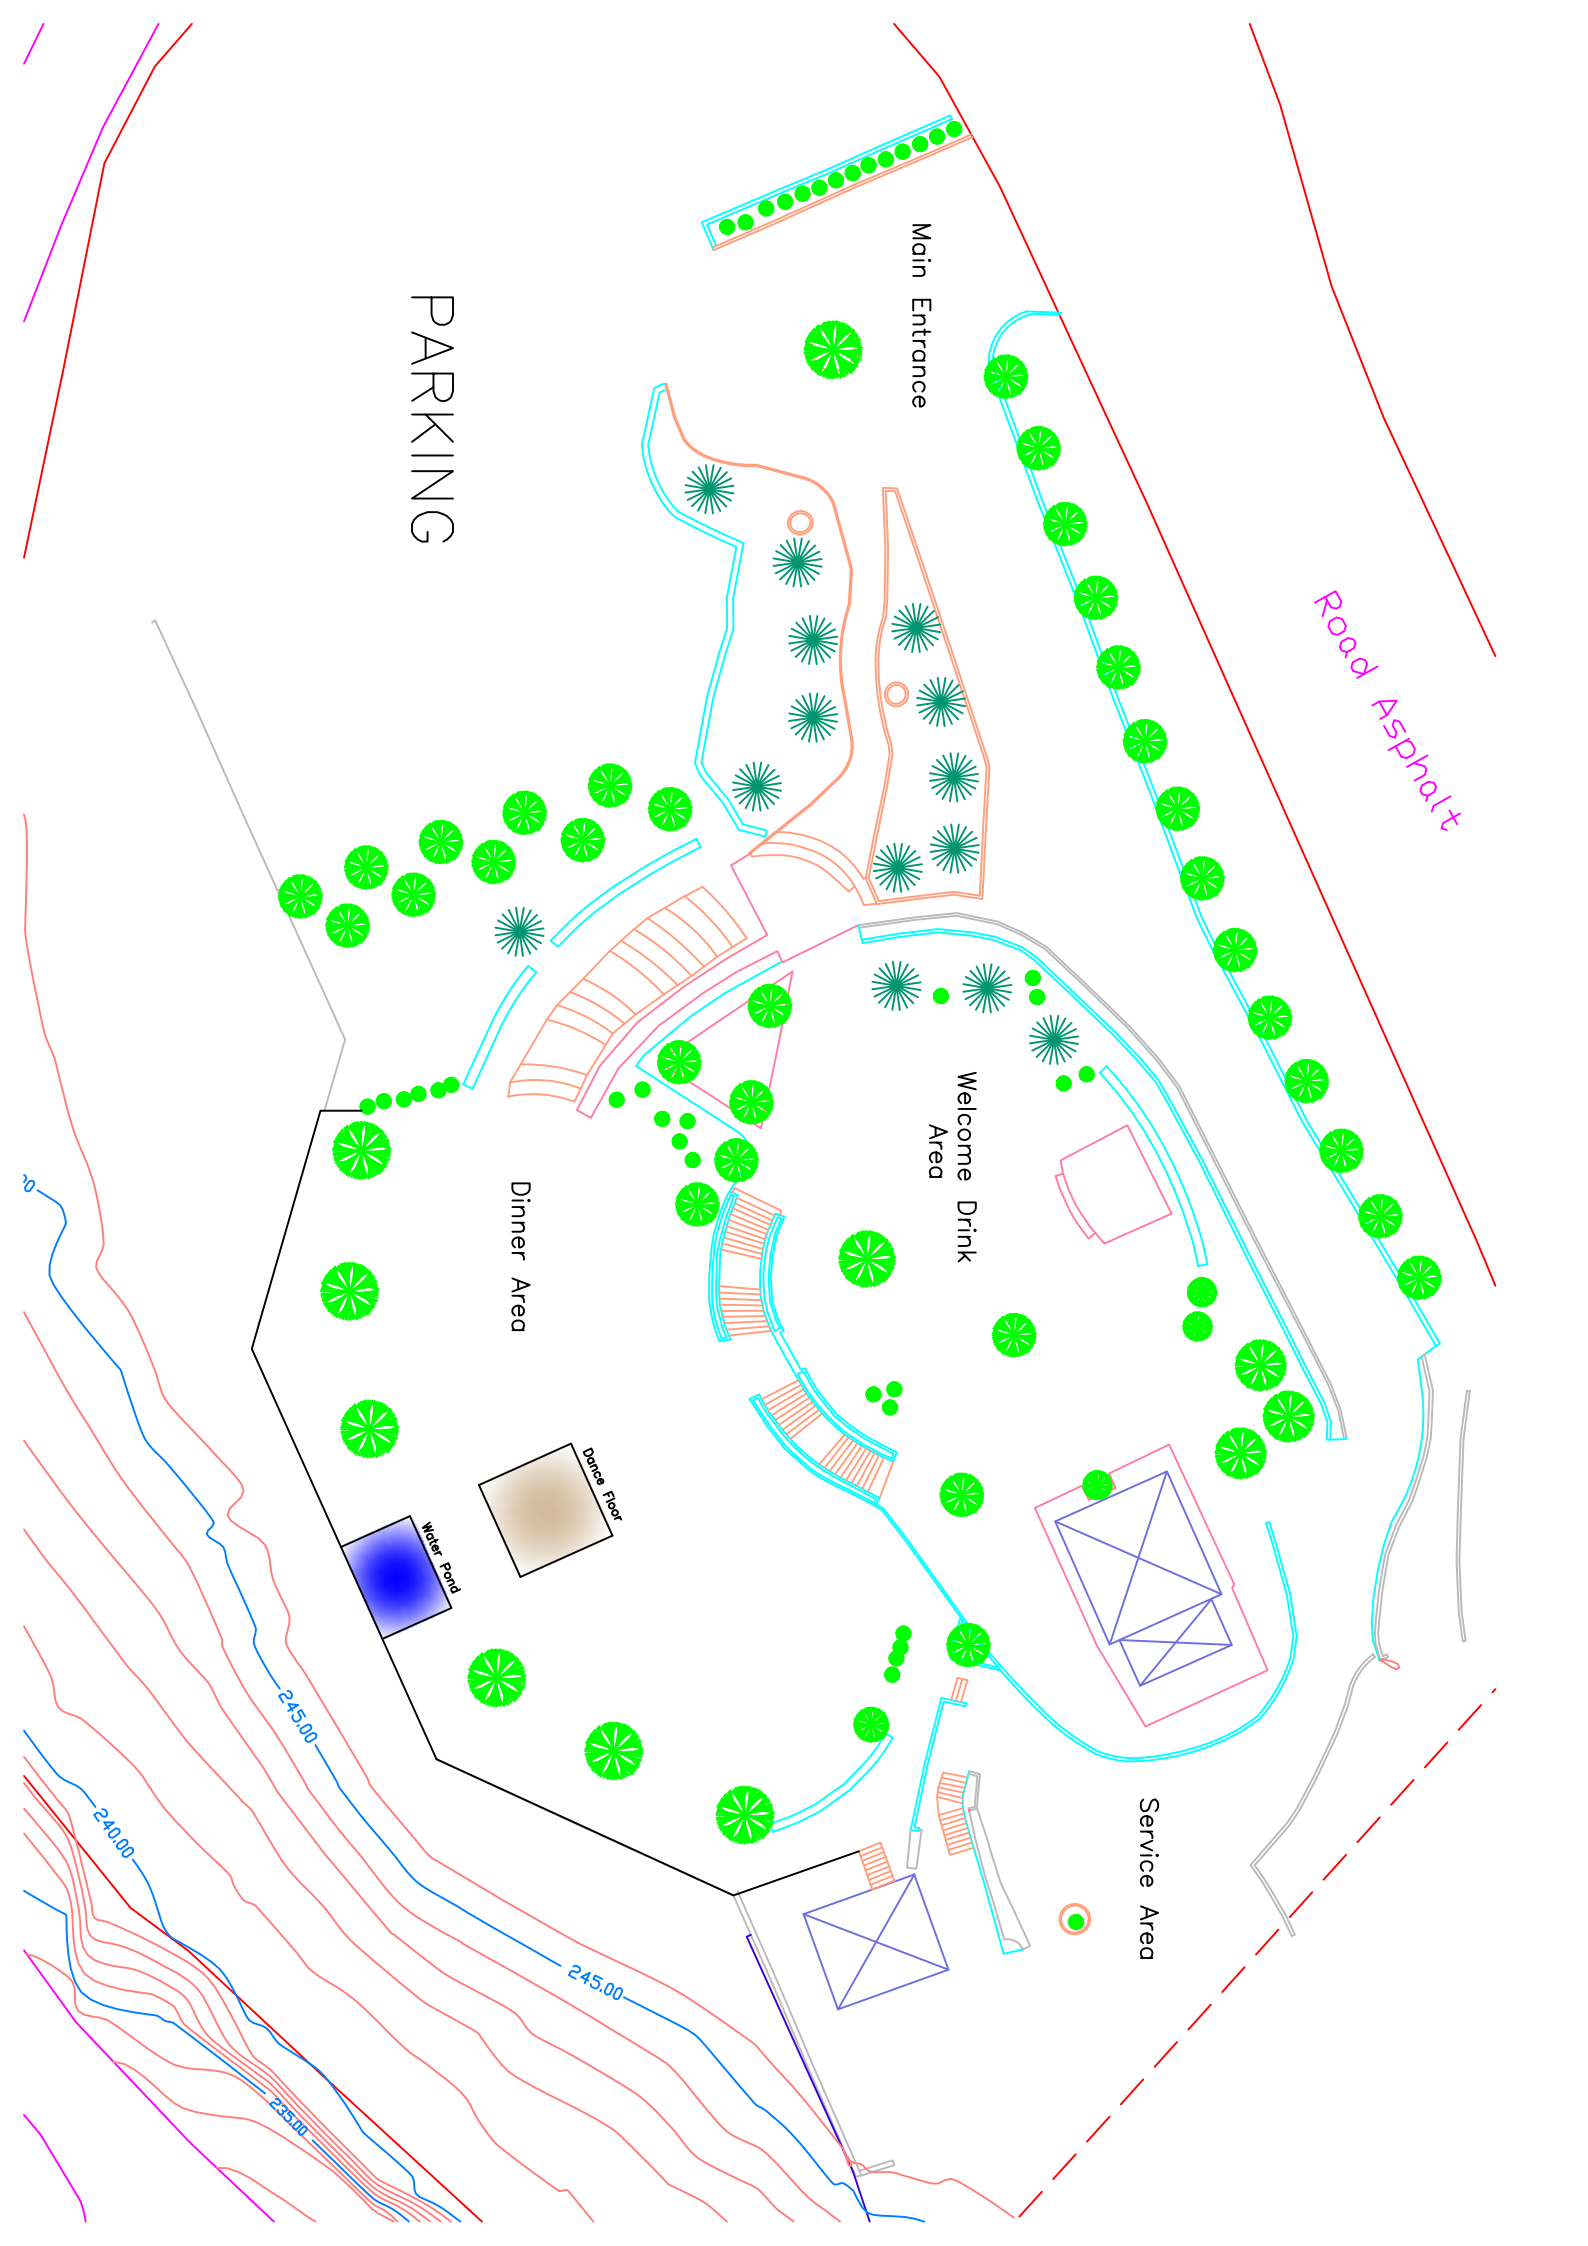 Main Entrance
PARKING
Road Asphalt
Welcome Drink
Area
Dinner Area
Dance Floor
Water Pond
245.00
240.00
Service Area
245.00
235.00